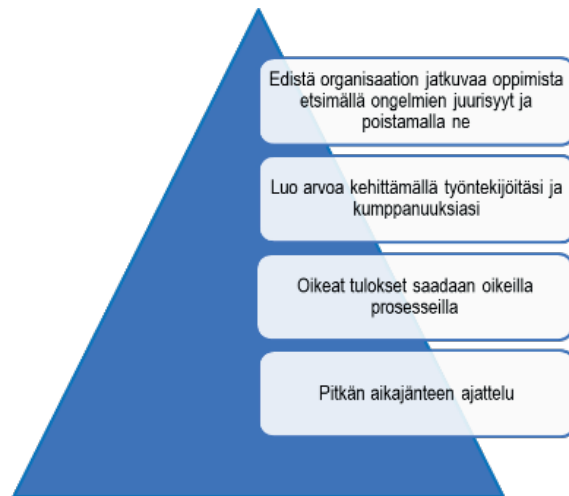 Edistä organisaation jatkuvaa oppimista
etsimällä ongelmien juurisyyt ja
poistamalla ne
Luo arvoa kehittämällä työntekijöitäsi ja
kumppanuuksiasi
Oikeat tulokset saadaan oikeilla
prosesseilla
Pitkän aikajänteen ajattelu